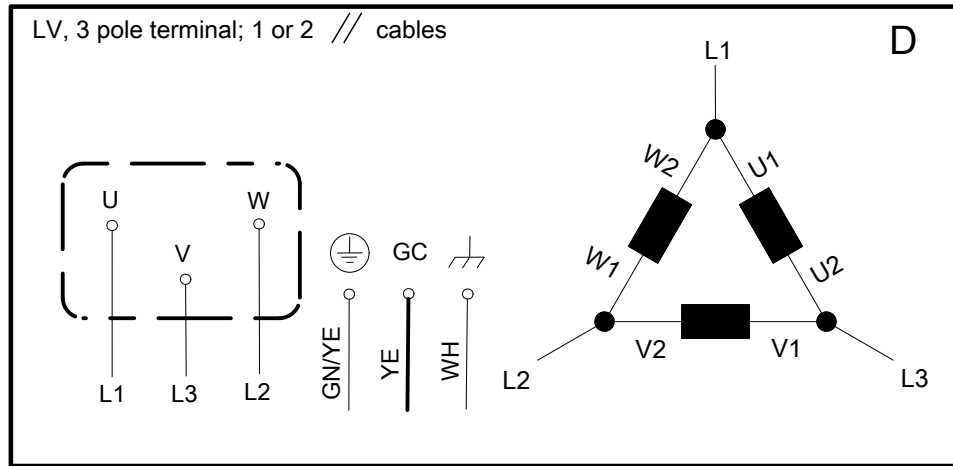 LV, 3 pole terminal; 1 or 2 // cables
D
L1
W2
U1
U
W
V
GC
W1
U2
GN/YE
YE
WH
V2
V1
L1
L3
L2
L2
L3